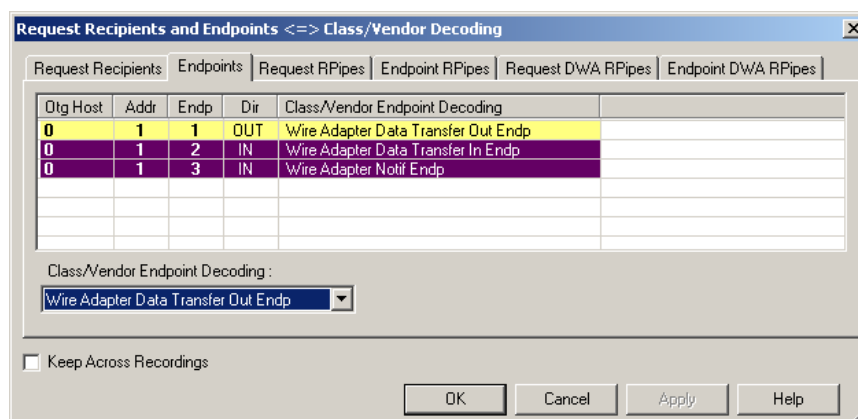 Request Recipients and Endpoints <=> Class/Vendor Decoding
Request Recipients Endpoints Request RPipes Endpoint RPipes Request DWA RPipes Endpoint DWA RPipes
Otg Host Addr Endp Dir Class/Vendor Endpoint Decoding
0 1 1 OUT Wire Adapter Data Transfer Out Endp
0 1 2 IN Wire Adapter Data Transfer In Endp
0 1 3 IN Wire Adapter Notif Endp
Class/Vendor Endpoint Decoding :
Wire Adapter Data Transfer Out Endp
Keep Across Recordings
OK Cancel Apply Help